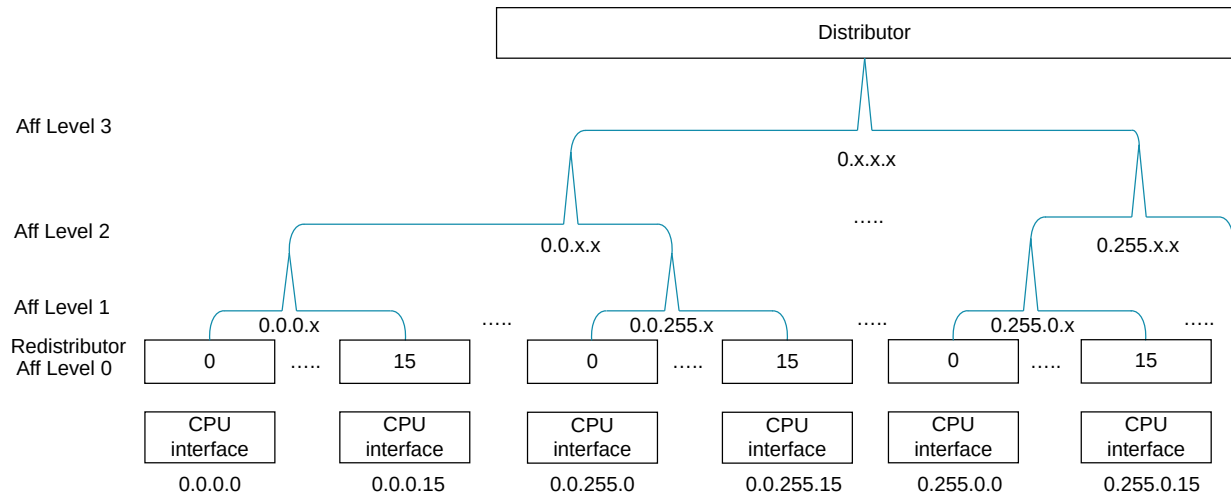 Distributor
Aff Level 3
0.x.x.x
Aff Level 2
.....
0.0.x.x
0.255.x.x
Aff Level 1
0.0.0.x
.....
0.0.255.x
.....
0.255.0.x
.....
Redistributor
Aff Level 0
0
.....
15
0
.....
15
0
.....
15
CPU
interface
CPU
interface
CPU
interface
CPU
interface
CPU
interface
CPU
interface
0.0.0.0
0.0.0.15
0.0.255.0
0.0.255.15
0.255.0.0
0.255.0.15